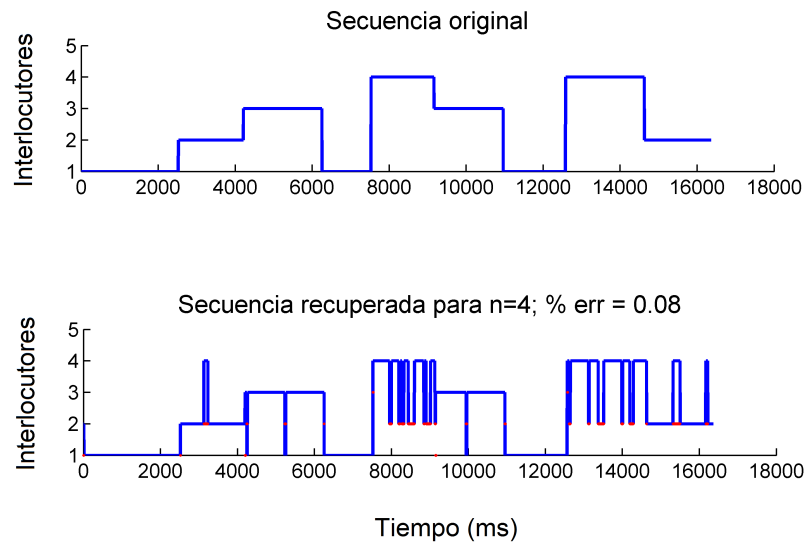 Secuencia original
Interlocutores
5
4
3
2
1
0 2000 4000 6000 8000 10000 12000 14000 16000 18000
Secuencia recuperada para n=4; % err = 0.08
Interlocutores
5
4
3
2
1
0 2000 4000 6000 8000 10000 12000 14000 16000 18000
Tiempo (ms)